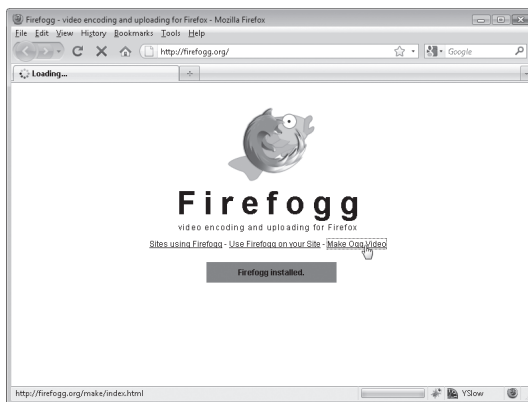 Firefogg - video encoding and uploading for Firefox - Mozilla Firefox
File Edit View History Bookmarks Tools Help
http://firefogg.org/
Google
Loading...
Firefogg
video encoding and uploading for Firefox
Sites using Firefogg - Use Firefogg on your Site - Make Ogg Video
Firefogg installed.
http://firefogg.org/make/index.html
YSlow